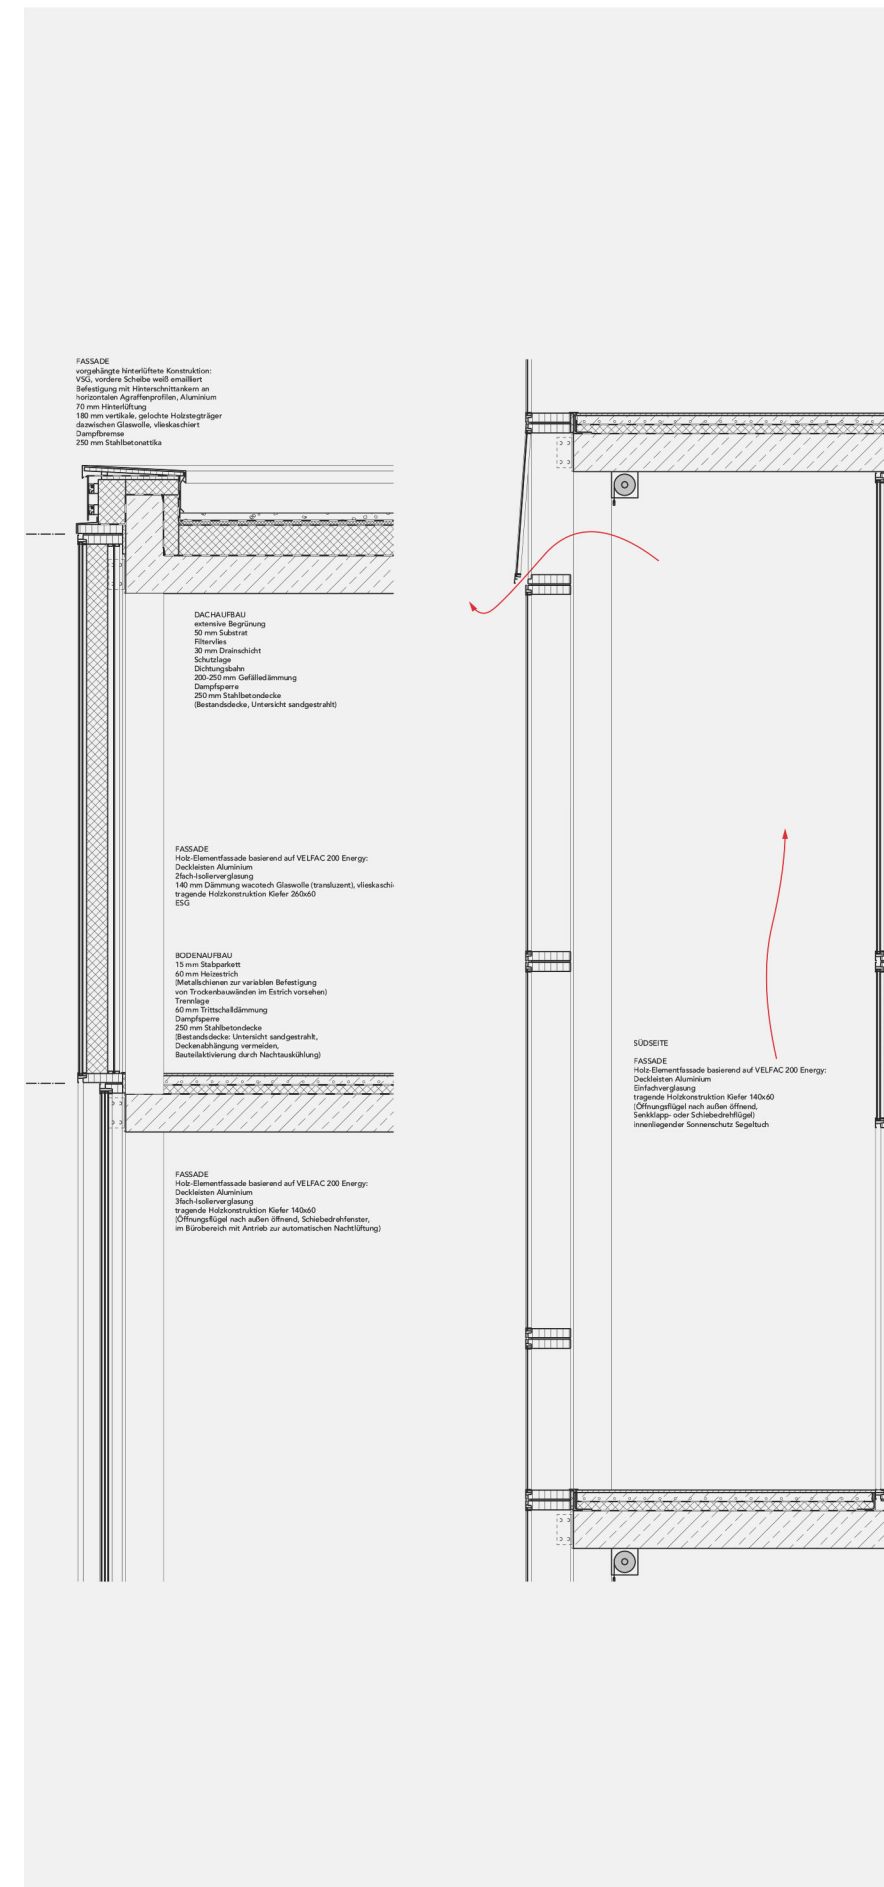 FASSADE
vorgehängte hinterlüftete Konstruktion:
VSG, vordere Scheibe weiß emailliert
Befestigung mit Hinterschnittankern an
horizontalen Agraffenprofilen, Aluminium
70 mm Hinterlüftung
180 mm vertikale, gelochte Holzstegträger
dazwischen Glaswolle, vlieskaschiert
Dampfbremse
250 mm Stahlbetonattika
DACHAUFBAU
extensive Begrünung
50 mm Substrat
Filtervlies
30 mm Drainschicht
Schutzlage
Dichtungsbahn
200-250 mm Gefälledämmung
Dampfsperre
250 mm Stahlbetondecke
(Bestandsdecke, Untersicht sandgestrahlt)
FASSADE
Holz-Elementfassade basierend auf VELFAC 200 Energy:
Deckleisten Aluminium
2fach-Isolierverglasung
140 mm Dämmung wacotech Glaswolle (transluzent), vlieskaschi
tragende Holzkonstruktion Kiefer 260x60
ESG
BODENAUFBAU
15 mm Stabparkett
60 mm Heizestrich
(Metallschienen zur variablen Befestigung
von Trockenbauwänden im Estrich vorsehen)
Trennlage
60 mm Trittschalldämmung
Dampfsperre
250 mm Stahlbetondecke
(Bestandsdecke: Untersicht sandgestrahlt,
Deckenabhängung vermeiden,
Bauteilaktivierung durch Nachtauskühlung)
FASSADE
Holz-Elementfassade basierend auf VELFAC 200 Energy:
Deckleisten Aluminium
3fach-Isolierverglasung
tragende Holzkonstruktion Kiefer 140x60
(Öffnungsflügel nach außen öffnend, Schiebedrehfenster,
im Bürobereich mit Antrieb zur automatischen Nachtlüftung)
SÜDSEITE
FASSADE
Holz-Elementfassade basierend auf VELFAC 200 Energy:
Deckleisten Aluminium
Einfachverglasung
tragende Holzkonstruktion Kiefer 140x60
(Öffnungsflügel nach außen öffnend,
Senkklapp- oder Schiebedrehflügel)
innenliegender Sonnenschutz Segeltuch